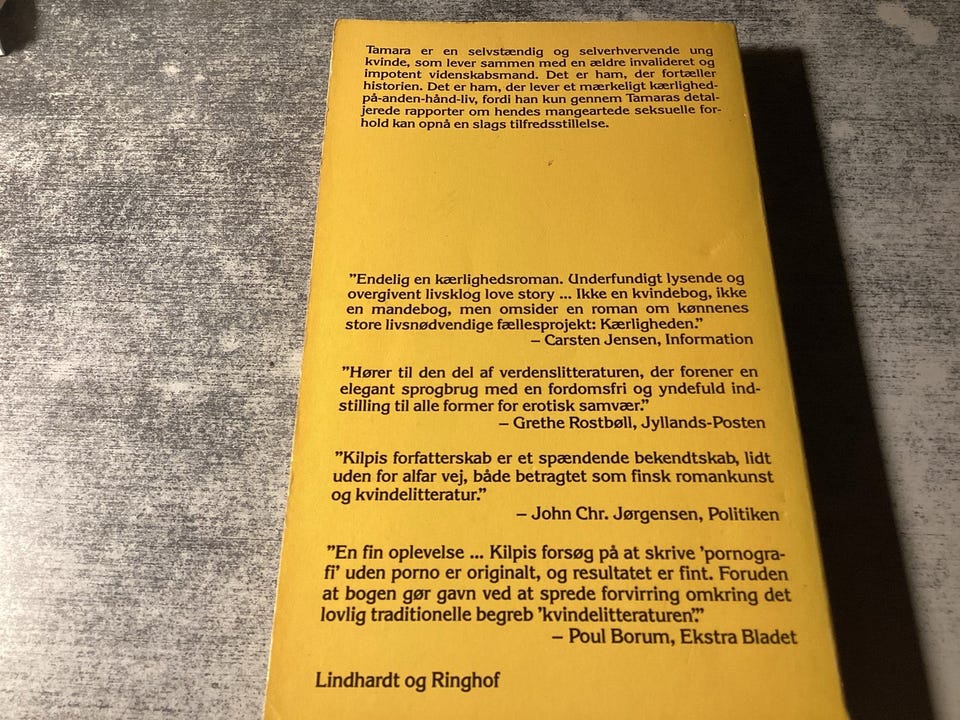 Tamara er en selvstændig og selverhvervende ung
kvinde, som lever sammen med en ældre invalideret og
impotent videnskabsmand. Det er ham, der fortæller
historien. Det er ham, der lever et mærkeligt kærlighed-
på-anden-hånd-liv, fordi han kun gennem Tamaras detal-
jerede rapporter om hendes mangeartede seksuelle for-
hold kan opnå en slags tilfredsstillelse.
"Endelig en kærlighedsroman. Underfundigt lysende og
overgivent livsklog love story ... Ikke en kvindebog, ikke
en mandebog, men omsider en roman om kønnenes
store livsnødvendige fællesprojekt: Kærligheden."
– Carsten Jensen, Information
"Hører til den del af verdenslitteraturen, der forener en
elegant sprogbrug med en fordomsfri og yndefuld ind-
stilling til alle former for erotisk samvær."
– Grethe Rostbøll, Jyllands-Posten
"Kilpis forfatterskab er et spændende bekendtskab, lidt
uden for alfar vej, både betragtet som finsk romankunst
og kvindelitteratur."
– John Chr. Jørgensen, Politiken
"En fin oplevelse ... Kilpis forsøg på at skrive 'pornogra-
fi' uden porno er originalt, og resultatet er fint. Foruden
at bogen gør gavn ved at sprede forvirring omkring det
lovlig traditionelle begreb 'kvindelitteraturen'."
– Poul Borum, Ekstra Bladet
Lindhardt og Ringhof